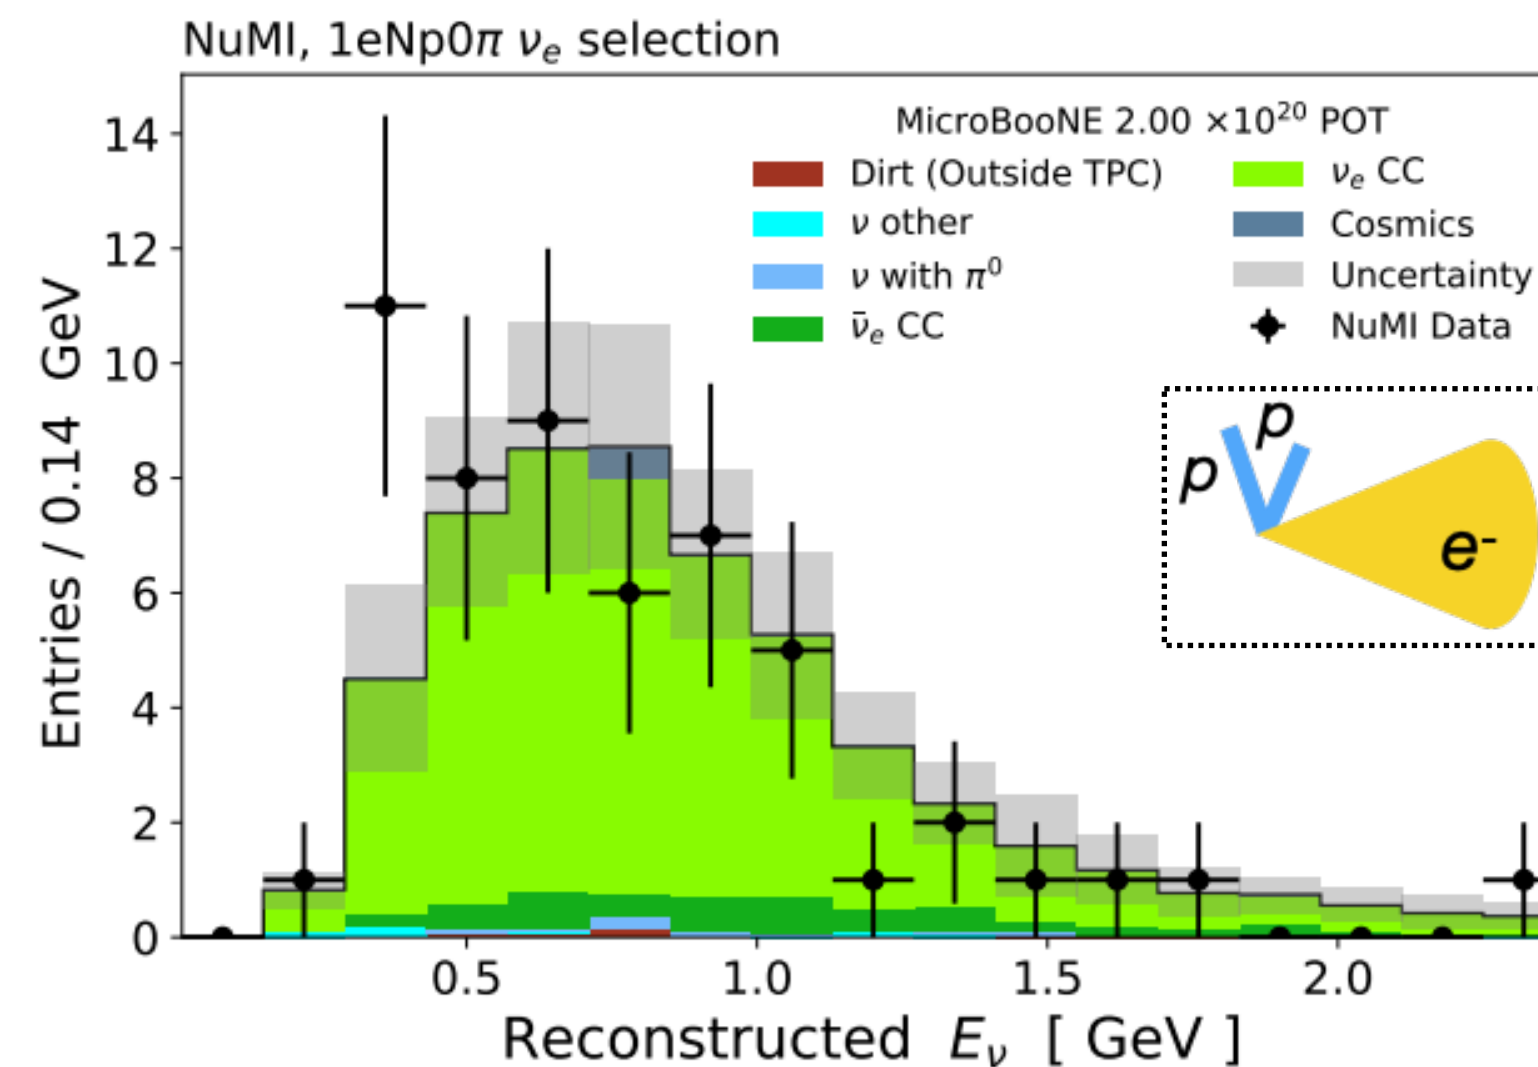 NuMI, 1eNp0π νₑ selection
MicroBooNE 2.00 ×10²⁰ POT
Dirt (Outside TPC)
ν other
ν with π⁰
ν̄ₑ CC
νₑ CC
Cosmics
Uncertainty
NuMI Data
p
p
e⁻
Entries / 0.14 GeV
14
12
10
8
6
4
2
0
0.5 1.0 1.5 2.0
Reconstructed E_ν [ GeV ]